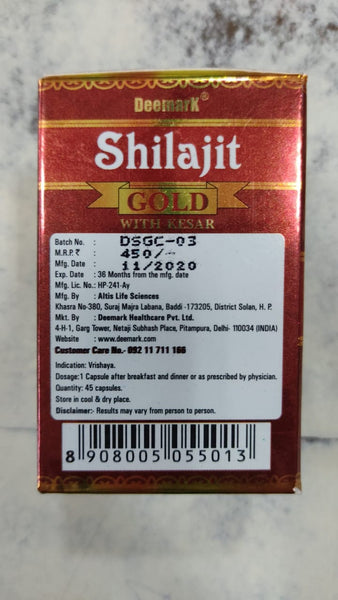 Deemark®
Shilajit
GOLD
WITH KESAR
Batch No. : DSGC-03
M.R.P. ₹ : 450/-
Mfg. Date : 11/2020
Exp. Date : 36 Months from the mfg. date
Mfg. Lic. No.: HP-241-Ay
Mfg. By : Altis Life Sciences
Khasra No-380, Suraj Majra Labana, Baddi -173205, District Solan, H. P.
Mkt. By : Deemark Healthcare Pvt. Ltd.
4-H-1, Garg Tower, Netaji Subhash Place, Pitampura, Delhi- 110034 (INDIA)
Website : www.deemark.com
Customer Care No.- 092 11 711 166
Indication: Vrishaya.
Dosage:1 Capsule after breakfast and dinner or as prescribed by physician.
Quantity: 45 capsules.
Store in cool & dry place.
Disclaimer:- Results may vary from person to person.
8 908005 055013